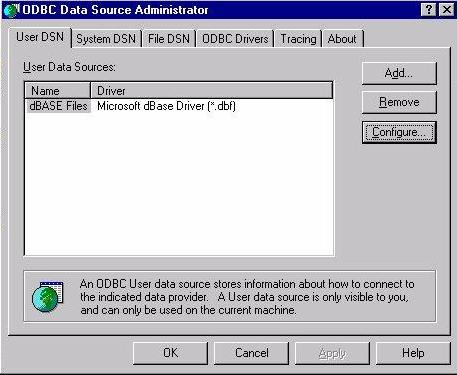 ODBC Data Source Administrator
User DSN System DSN File DSN ODBC Drivers Tracing About
User Data Sources:
Name Driver
dBASE Files Microsoft dBase Driver (*.dbf)
Add...
Remove
Configure...
An ODBC User data source stores information about how to connect
to the indicated data provider. A User data source is only visible to you,
and can only be used on the current machine.
OK Cancel Apply Help